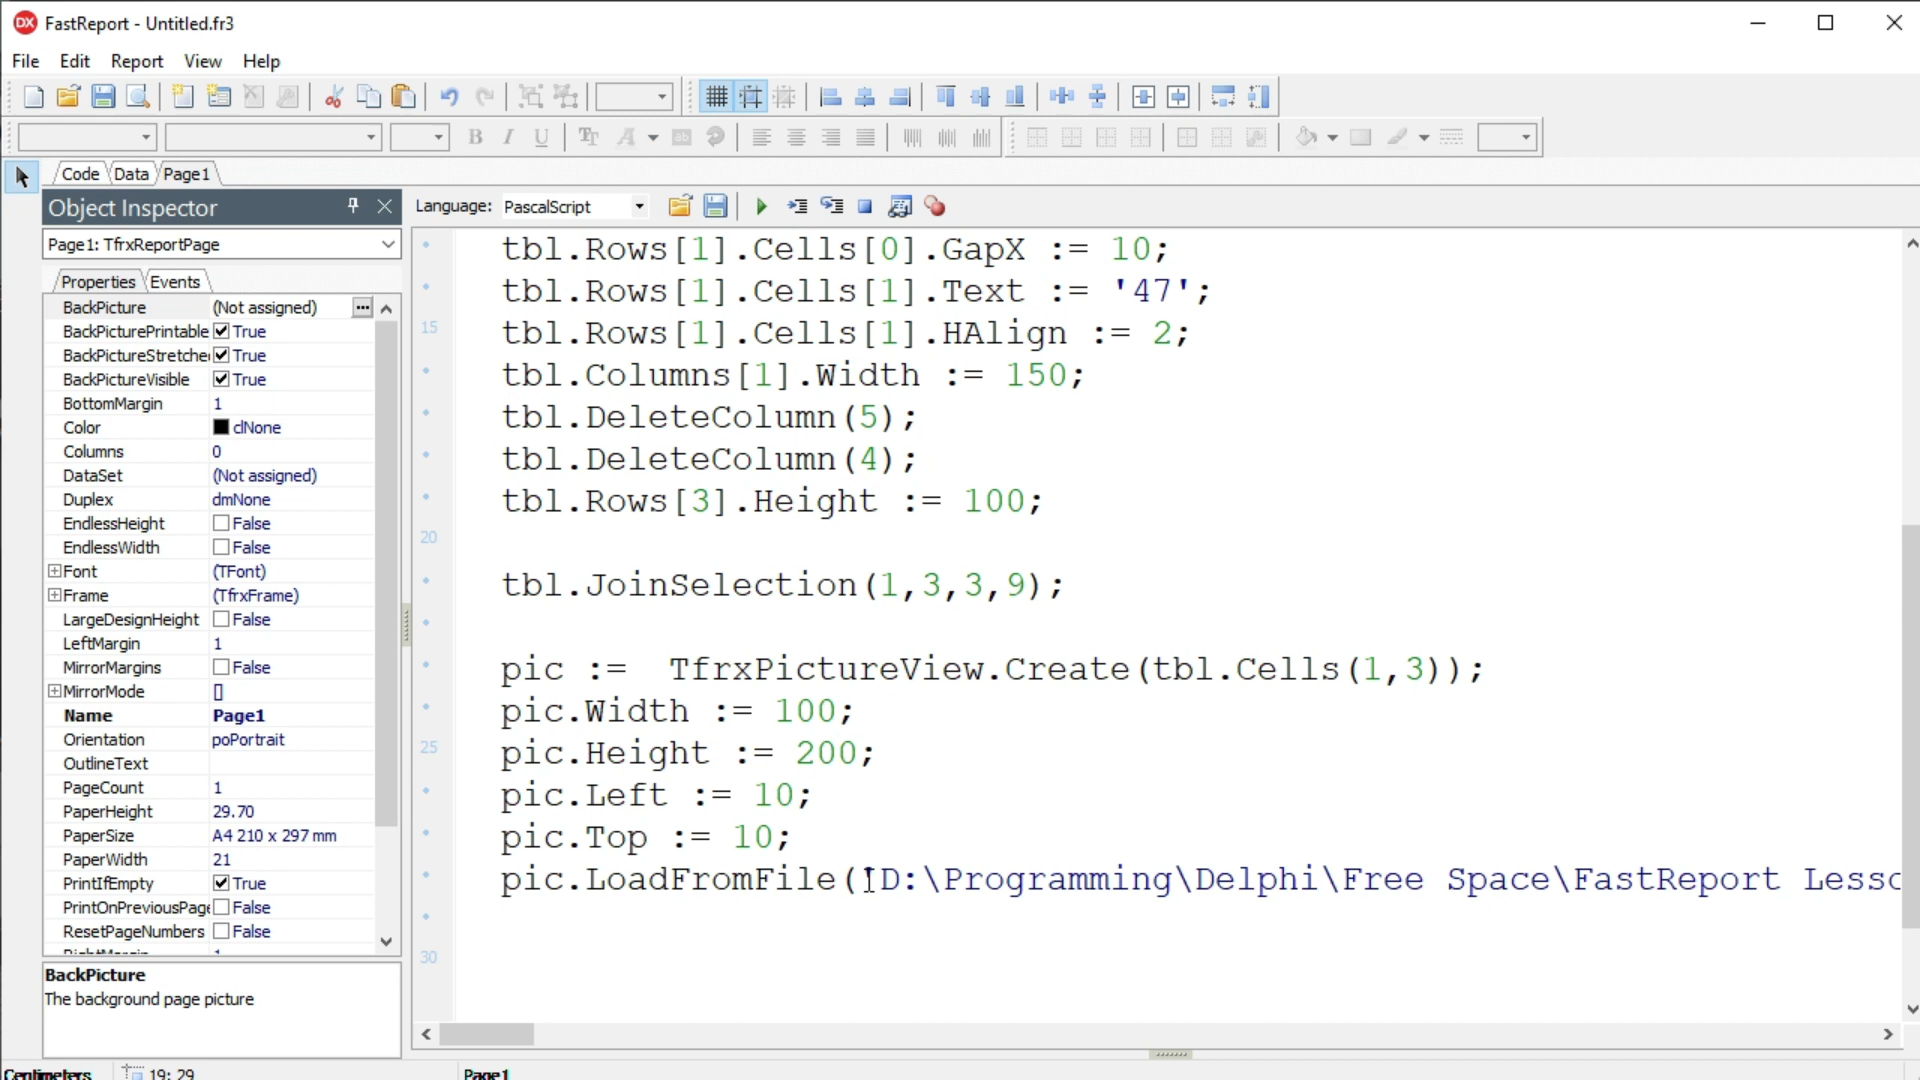 FastReport - Untitled.fr3
File Edit Report View Help
Code Data Page1
Object Inspector
Page1: TfrxReportPage
Properties Events
BackPicture (Not assigned)
BackPicturePrintable True
BackPictureStretche True
BackPictureVisible True
BottomMargin 1
Color clNone
Columns 0
DataSet (Not assigned)
Duplex dmNone
EndlessHeight False
EndlessWidth False
Font (TFont)
Frame (TfrxFrame)
LargeDesignHeight False
LeftMargin 1
MirrorMargins False
MirrorMode []
Name Page1
Orientation poPortrait
OutlineText
PageCount 1
PaperHeight 29.70
PaperSize A4 210 x 297 mm
PaperWidth 21
PrintIfEmpty True
PrintOnPreviousPage False
ResetPageNumbers False
BackPicture
The background page picture
Language: PascalScript
tbl.Rows[1].Cells[0].GapX := 10;
tbl.Rows[1].Cells[1].Text := '47';
15 tbl.Rows[1].Cells[1].HAlign := 2;
tbl.Columns[1].Width := 150;
tbl.DeleteColumn(5);
tbl.DeleteColumn(4);
tbl.Rows[3].Height := 100;
20
tbl.JoinSelection(1,3,3,9);
pic := TfrxPictureView.Create(tbl.Cells(1,3));
pic.Width := 100;
25 pic.Height := 200;
pic.Left := 10;
pic.Top := 10;
pic.LoadFromFile('D:\Programming\Delphi\Free Space\FastReport Lesso
30
Centimeters 19: 29 Page1